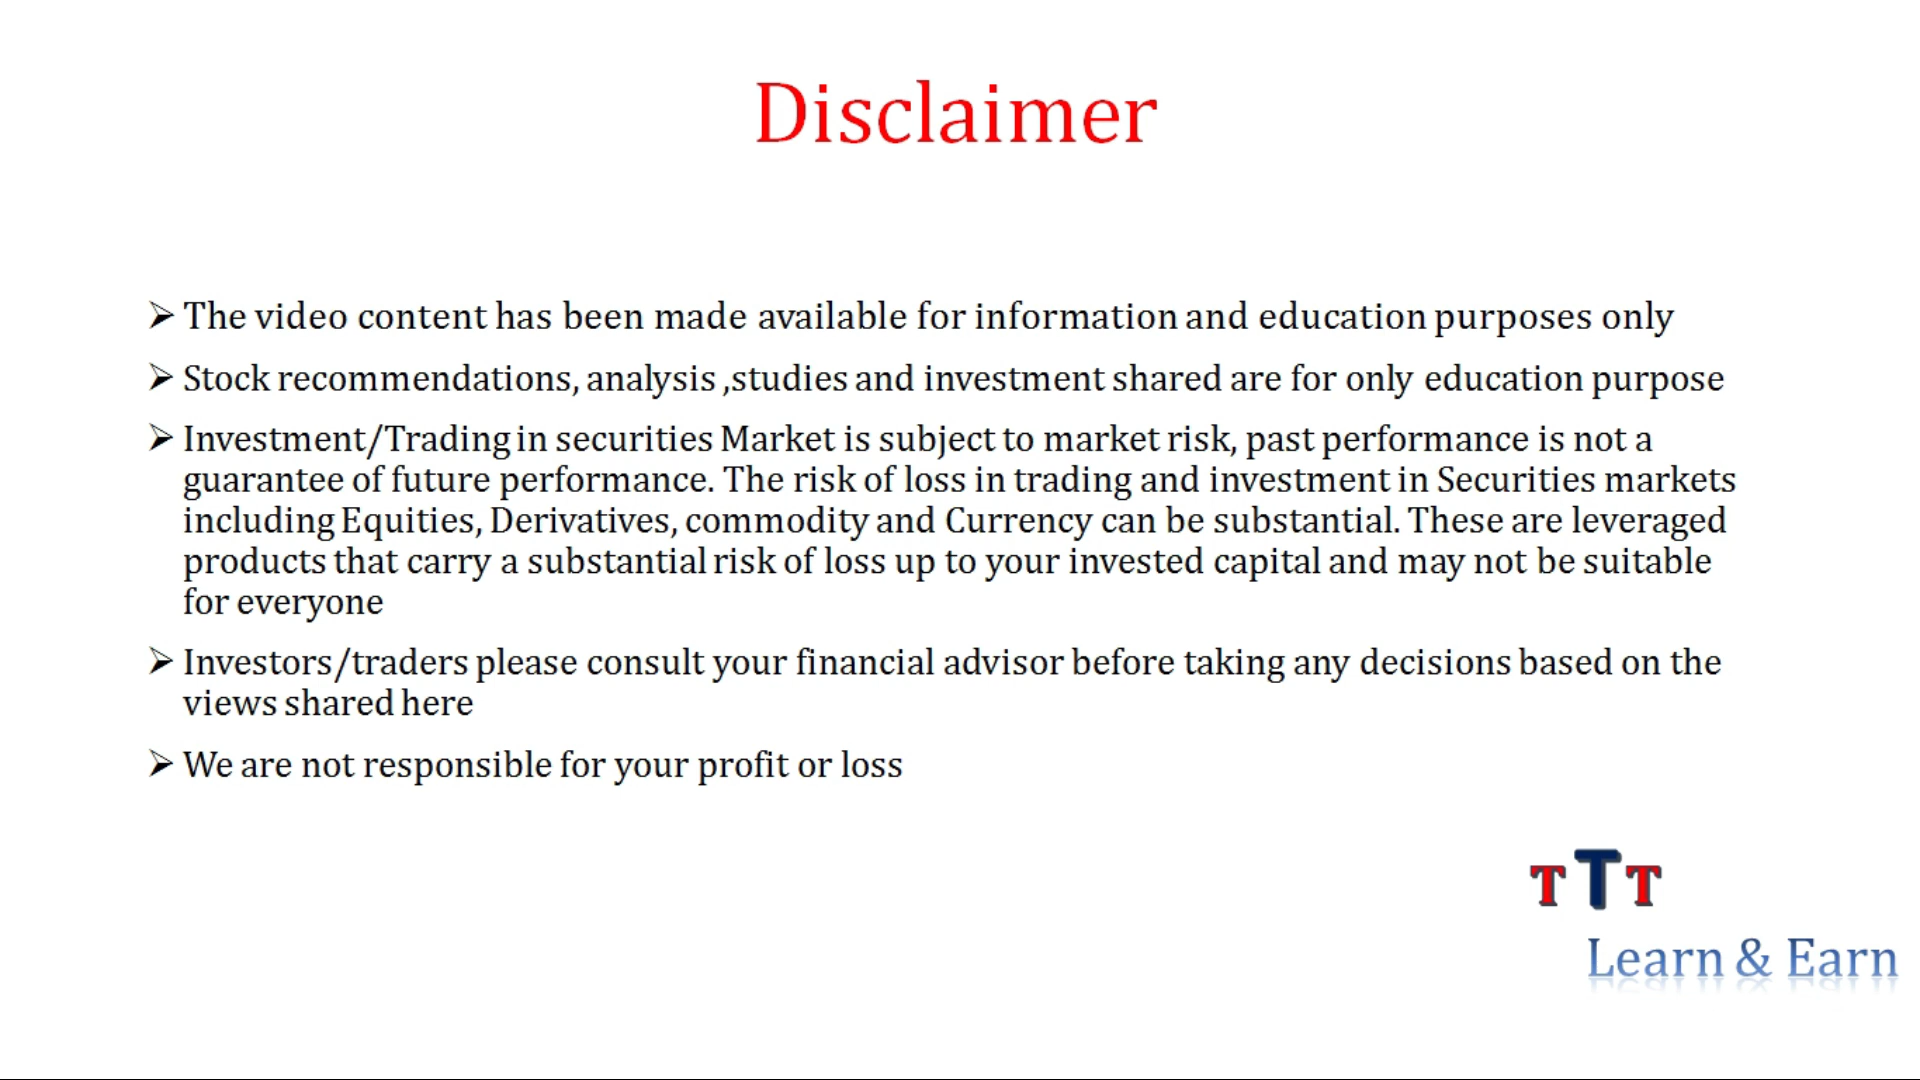 Disclaimer
➢ The video content has been made available for information and education purposes only
➢ Stock recommendations, analysis ,studies and investment shared are for only education purpose
➢ Investment/Trading in securities Market is subject to market risk, past performance is not a
guarantee of future performance. The risk of loss in trading and investment in Securities markets
including Equities, Derivatives, commodity and Currency can be substantial. These are leveraged
products that carry a substantial risk of loss up to your invested capital and may not be suitable
for everyone
➢ Investors/traders please consult your financial advisor before taking any decisions based on the
views shared here
➢ We are not responsible for your profit or loss
TTT
Learn & Earn